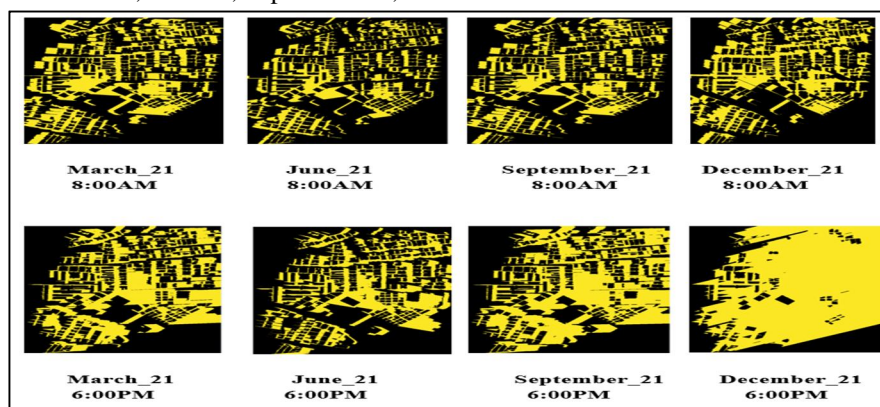 March_21
8:00AM
June_21
8:00AM
September_21
8:00AM
December_21
8:00AM
March_21
6:00PM
June_21
6:00PM
September_21
6:00PM
December_21
6:00PM